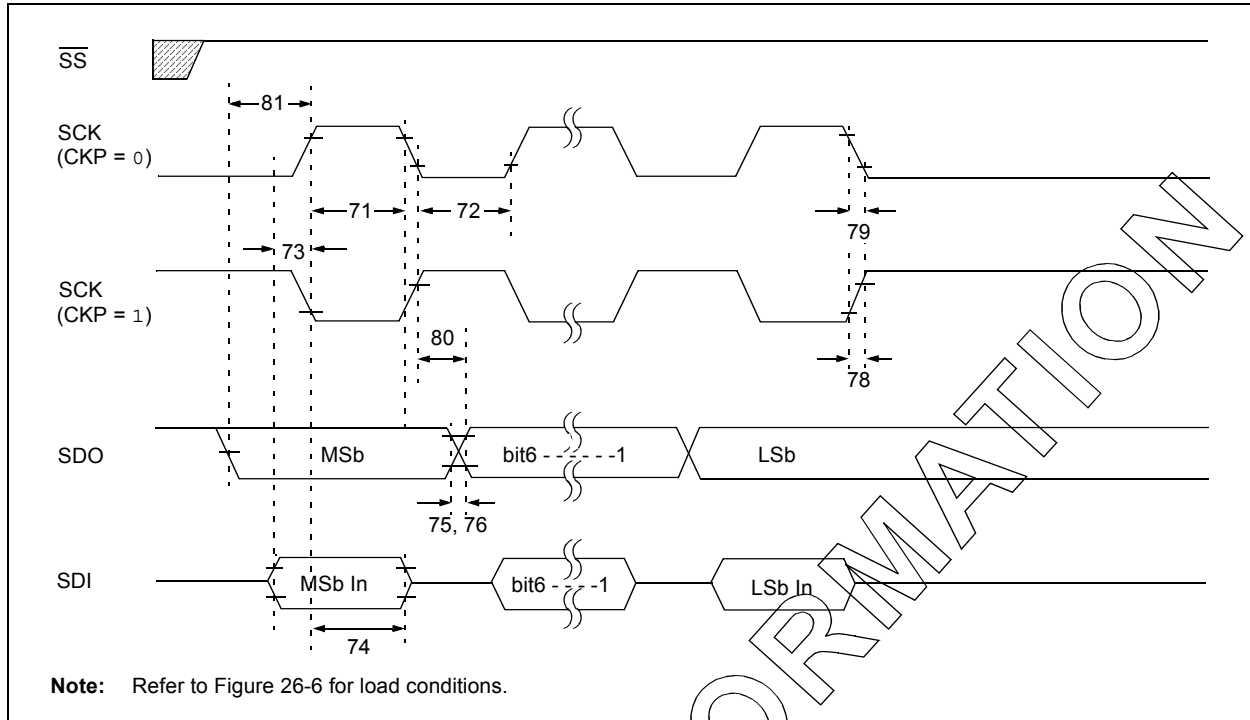 SS
81
SCK
(CKP = 0)
71
72
79
73
SCK
(CKP = 1)
80
78
SDO
MSb
bit6 - - - - - -1
LSb
75, 76
SDI
MSb In
bit6 - - - - -1
LSb In
74
Note: Refer to Figure 26-6 for load conditions.
ORMATION